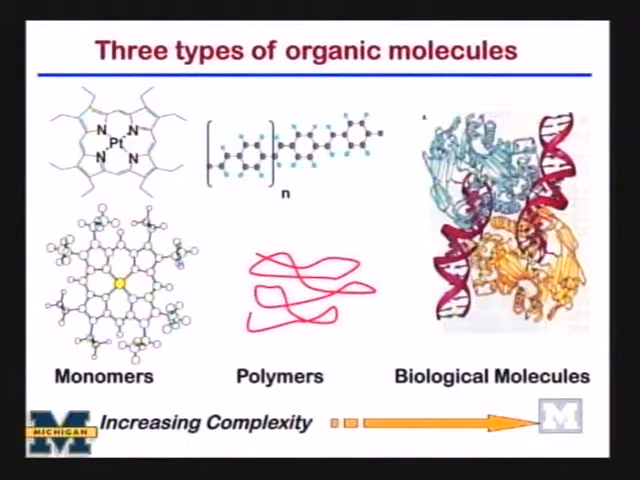 Three types of organic molecules
N
N
Pt
N
N
n
Monomers
Polymers
Biological Molecules
M
MICHIGAN
Increasing Complexity
M